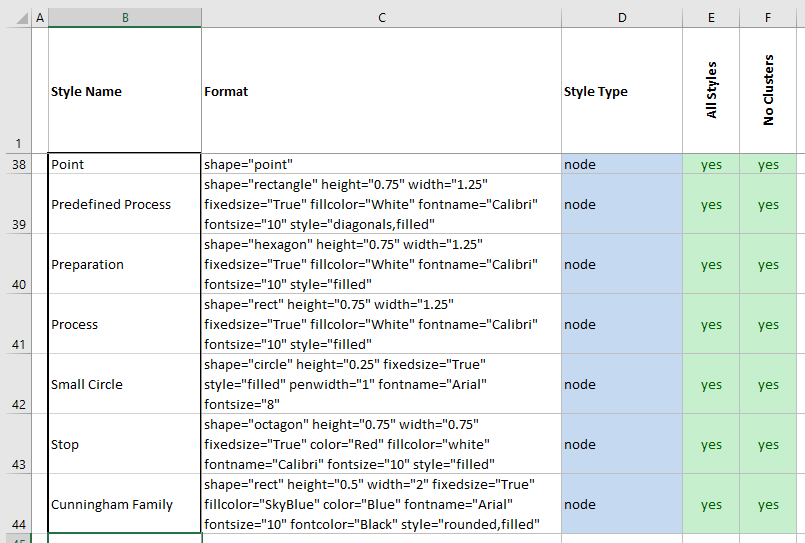 A B C D E F
1 Style Name Format Style Type All Styles No Clusters
38 Point shape="point" node yes yes
shape="rectangle" height="0.75" width="1.25"
39 Predefined Process fixedsize="True" fillcolor="White" fontname="Calibri" node yes yes
fontsize="10" style="diagonals,filled"
shape="hexagon" height="0.75" width="1.25"
40 Preparation fixedsize="True" fillcolor="White" fontname="Calibri" node yes yes
fontsize="10" style="filled"
shape="rect" height="0.75" width="1.25"
41 Process fixedsize="True" fillcolor="White" fontname="Calibri" node yes yes
fontsize="10" style="filled"
shape="circle" height="0.25" fixedsize="True"
42 Small Circle style="filled" penwidth="1" fontname="Arial" node yes yes
fontsize="8"
shape="octagon" height="0.75" width="0.75"
43 Stop fixedsize="True" color="Red" fillcolor="white" node yes yes
fontname="Calibri" fontsize="10" style="filled"
shape="rect" height="0.5" width="2" fixedsize="True"
44 Cunningham Family fillcolor="SkyBlue" color="Blue" fontname="Arial" node yes yes
fontsize="10" fontcolor="Black" style="rounded,filled"